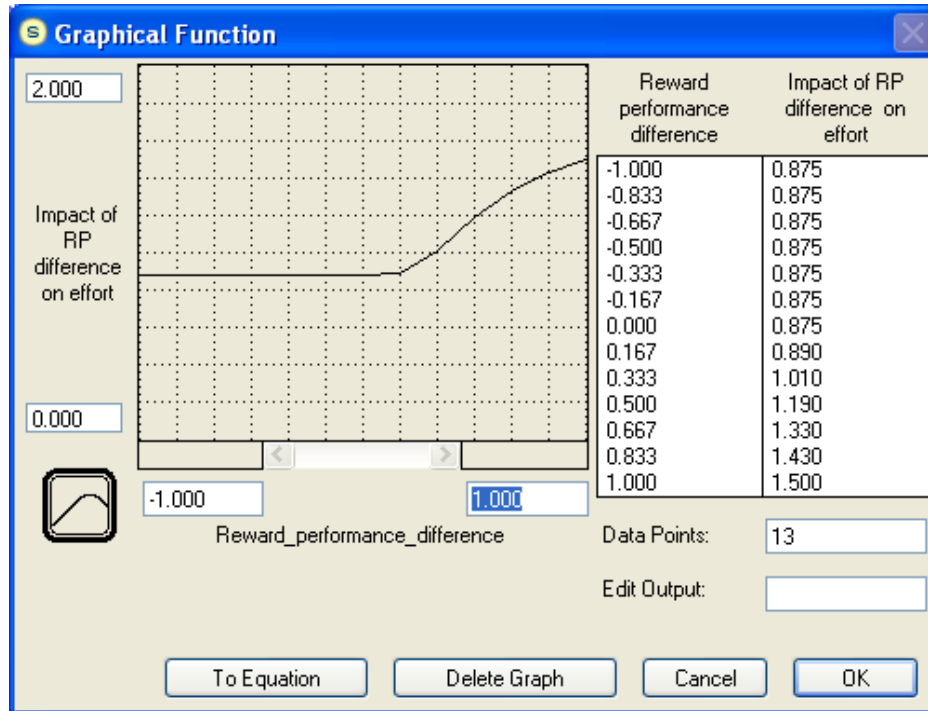 S Graphical Function
2.000
Impact of
RP
difference
on effort
0.000
-1.000
1.000
Reward_performance_difference
Reward
performance
difference
Impact of RP
difference on
effort
-1.000 0.875
-0.833 0.875
-0.667 0.875
-0.500 0.875
-0.333 0.875
-0.167 0.875
0.000 0.875
0.167 0.890
0.333 1.010
0.500 1.190
0.667 1.330
0.833 1.430
1.000 1.500
Data Points: 13
Edit Output:
To Equation
Delete Graph
Cancel
OK